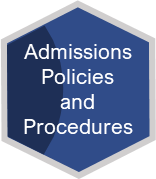 Admissions
Policies
and
Procedures